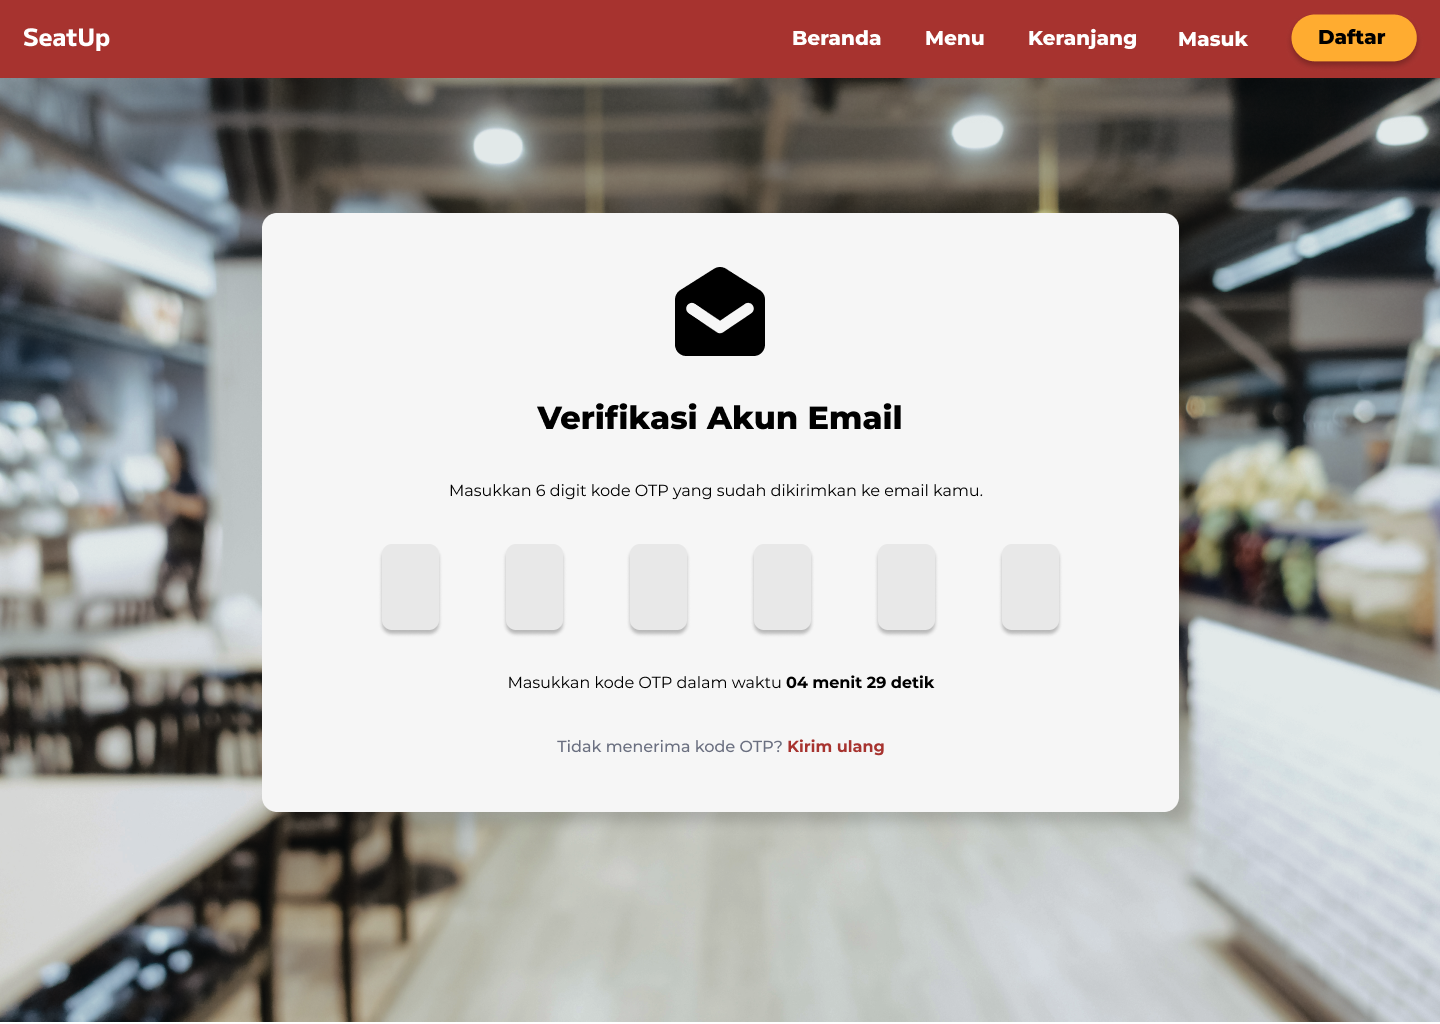 SeatUp
Beranda Menu Keranjang Masuk Daftar
Verifikasi Akun Email
Masukkan 6 digit kode OTP yang sudah dikirimkan ke email kamu.
Masukkan kode OTP dalam waktu 04 menit 29 detik
Tidak menerima kode OTP? Kirim ulang